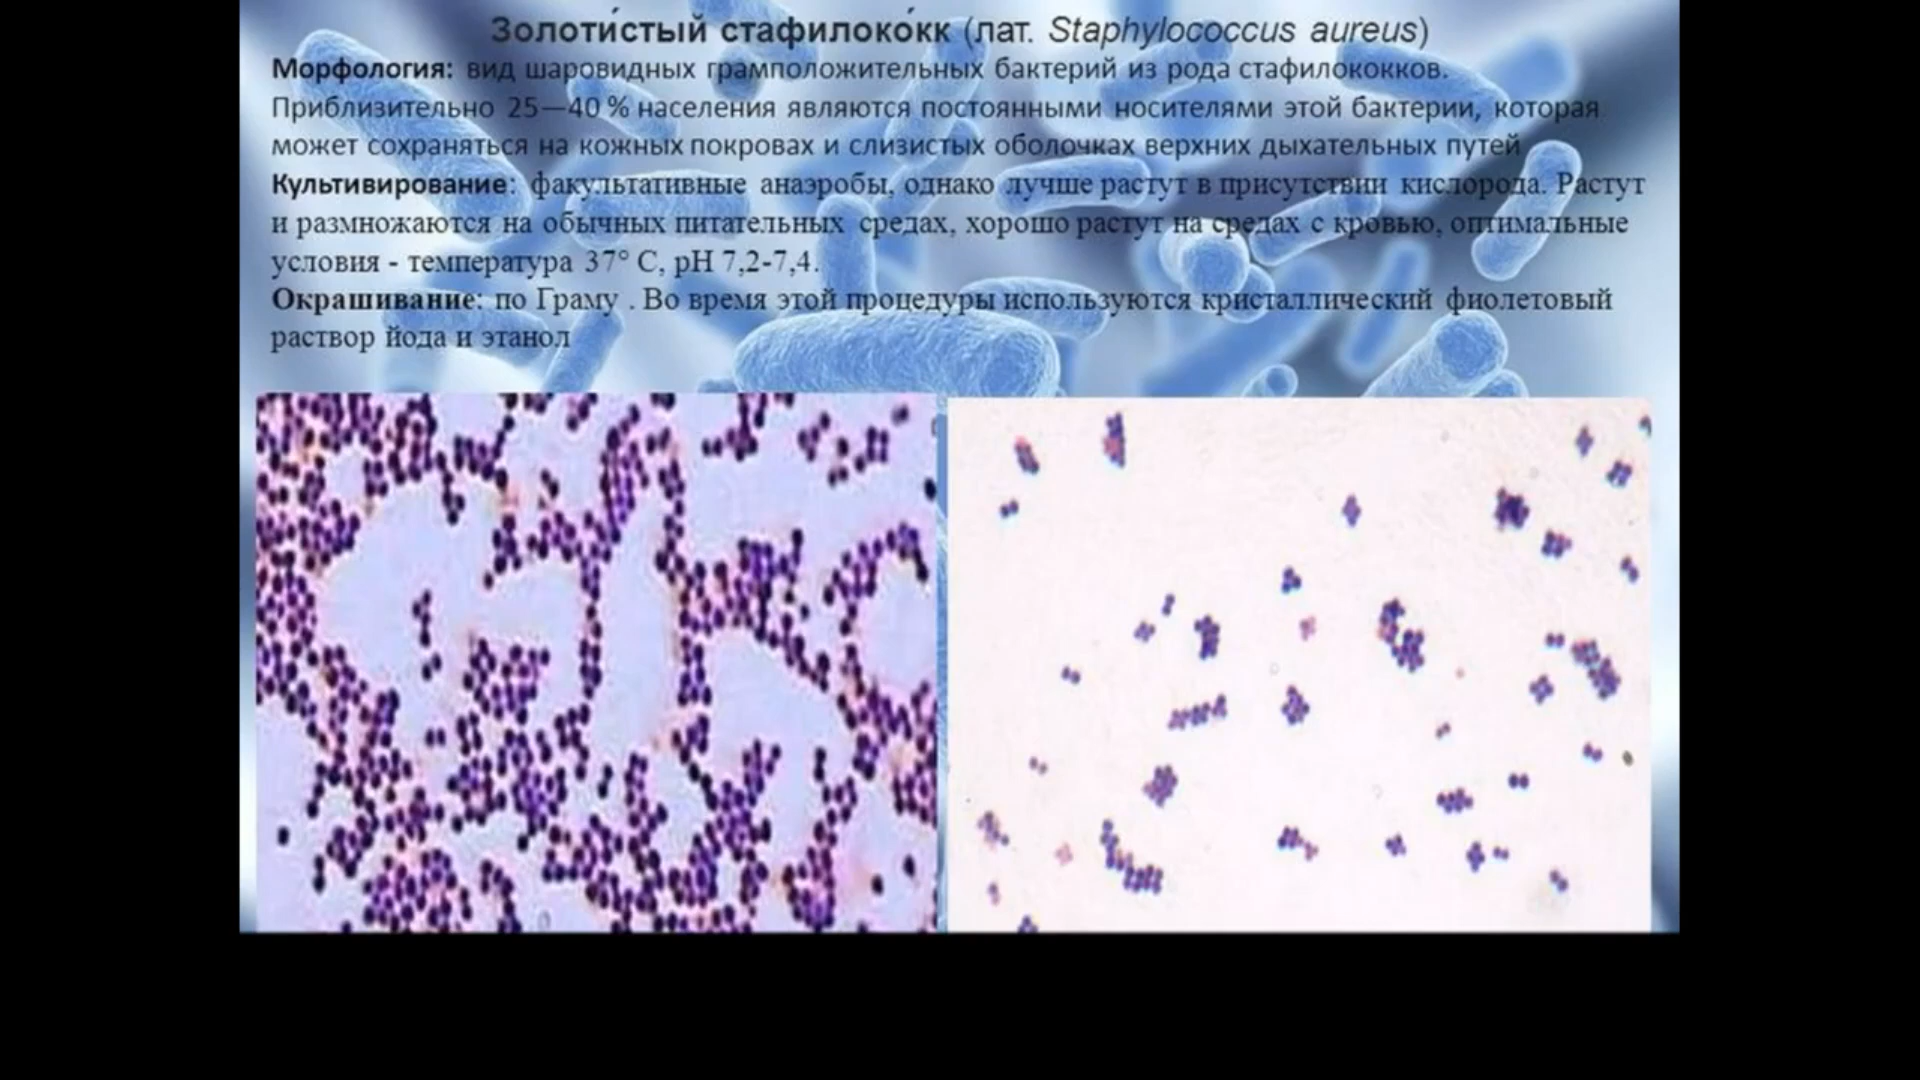 Золоти́стый стафилоко́кк (лат. Staphylococcus aureus)
Морфология: вид шаровидных грамположительных бактерий из рода стафилококков.
Приблизительно 25—40 % населения являются постоянными носителями этой бактерии, которая
может сохраняться на кожных покровах и слизистых оболочках верхних дыхательных путей
Культивирование: факультативные анаэробы, однако лучше растут в присутствии кислорода. Растут
и размножаются на обычных питательных средах, хорошо растут на средах с кровью, оптимальные
условия - температура 37° С, рН 7,2-7,4.
Окрашивание: по Граму . Во время этой процедуры используются кристаллический фиолетовый
раствор йода и этанол